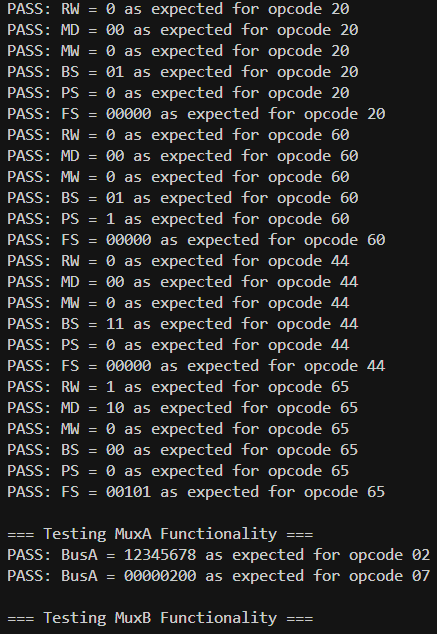 PASS: RW = 0 as expected for opcode 20
PASS: MD = 00 as expected for opcode 20
PASS: MW = 0 as expected for opcode 20
PASS: BS = 01 as expected for opcode 20
PASS: PS = 0 as expected for opcode 20
PASS: FS = 00000 as expected for opcode 20
PASS: RW = 0 as expected for opcode 60
PASS: MD = 00 as expected for opcode 60
PASS: MW = 0 as expected for opcode 60
PASS: BS = 01 as expected for opcode 60
PASS: PS = 1 as expected for opcode 60
PASS: FS = 00000 as expected for opcode 60
PASS: RW = 0 as expected for opcode 44
PASS: MD = 00 as expected for opcode 44
PASS: MW = 0 as expected for opcode 44
PASS: BS = 11 as expected for opcode 44
PASS: PS = 0 as expected for opcode 44
PASS: FS = 00000 as expected for opcode 44
PASS: RW = 1 as expected for opcode 65
PASS: MD = 10 as expected for opcode 65
PASS: MW = 0 as expected for opcode 65
PASS: BS = 00 as expected for opcode 65
PASS: PS = 0 as expected for opcode 65
PASS: FS = 00101 as expected for opcode 65
=== Testing MuxA Functionality ===
PASS: BusA = 12345678 as expected for opcode 02
PASS: BusA = 00000200 as expected for opcode 07
=== Testing MuxB Functionality ===